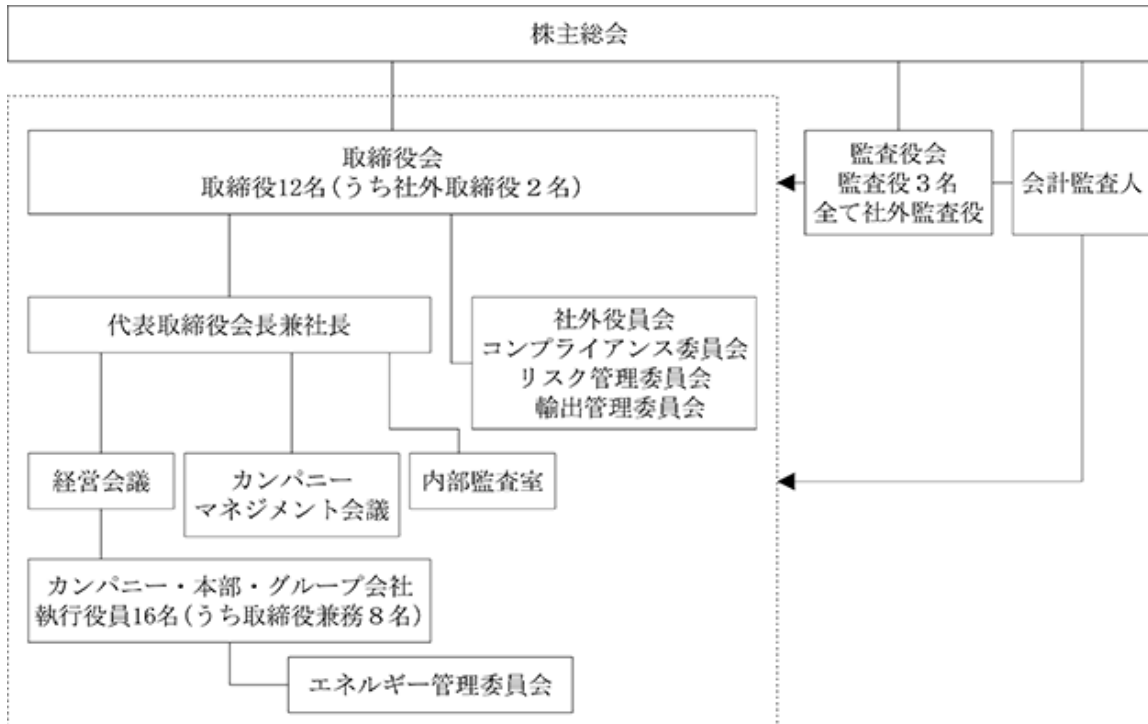 株主総会
取締役会
取締役12名(うち社外取締役2名)
監査役会
監査役3名
全て社外監査役
会計監査人
代表取締役会長兼社長
社外役員会
コンプライアンス委員会
リスク管理委員会
輸出管理委員会
経営会議
カンパニー
マネジメント会議
内部監査室
カンパニー・本部・グループ会社
執行役員16名(うち取締役兼務8名)
エネルギー管理委員会